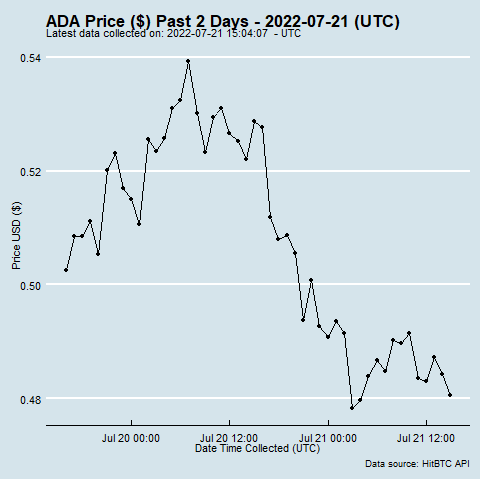 ADA Price ($) Past 2 Days - 2022-07-21 (UTC)
Latest data collected on: 2022-07-21 15:04:07 - UTC
0.54
0.52
0.50
0.48
Price USD ($)
Jul 20 00:00 Jul 20 12:00 Jul 21 00:00 Jul 21 12:00
Date Time Collected (UTC)
Data source: HitBTC API